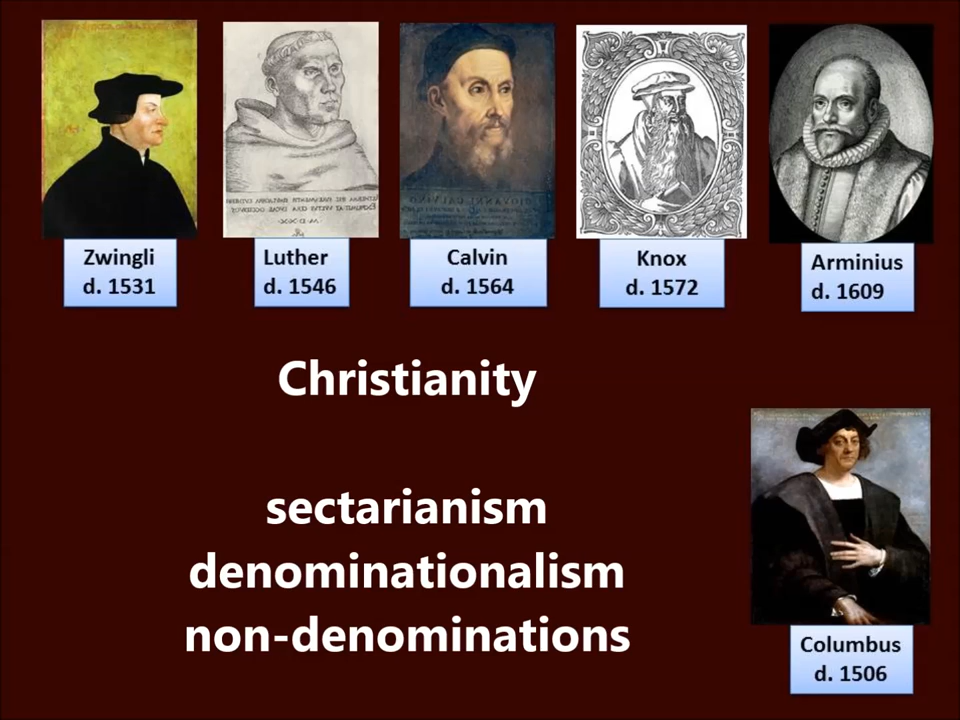 Zwingli
d. 1531
Luther
d. 1546
Calvin
d. 1564
Knox
d. 1572
Arminius
d. 1609
Christianity
sectarianism
denominationalism
non-denominations
Columbus
d. 1506